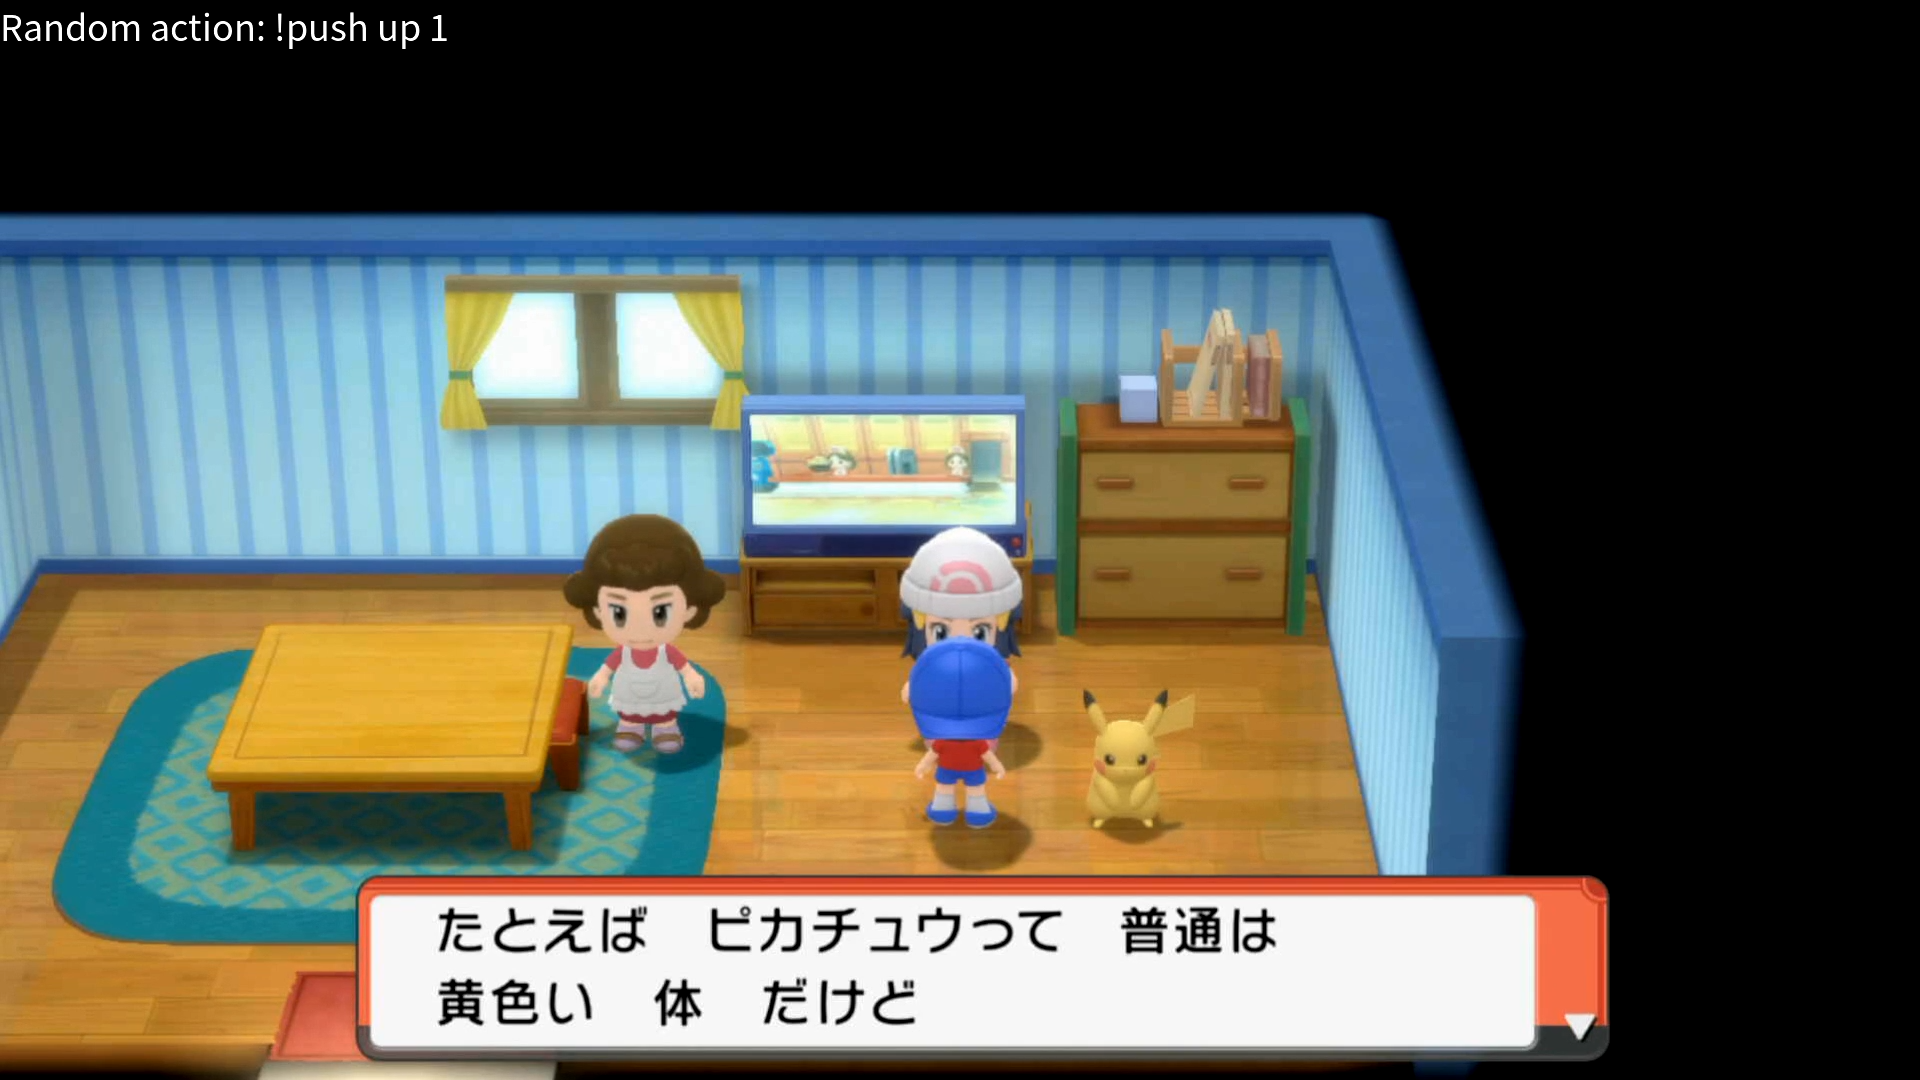 Random action: !push up 1
たとえば　ピカチュウって　普通は
黄色い　体　だけど